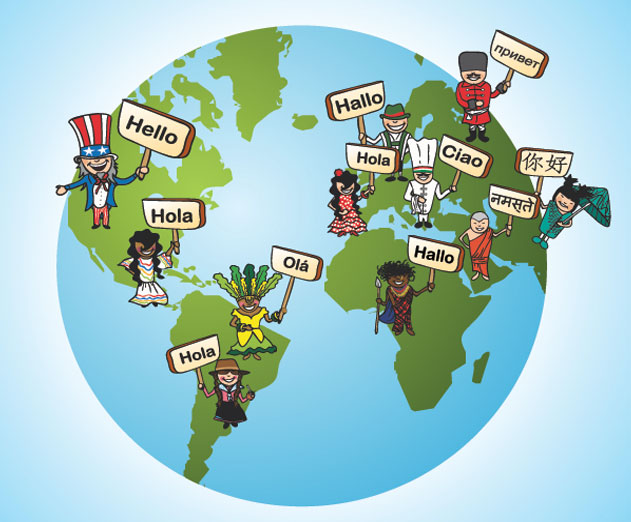 привет
Hallo
Hello
Hola
Ciao
你好
Hola
नमस्ते
Hallo
Olá
Hola